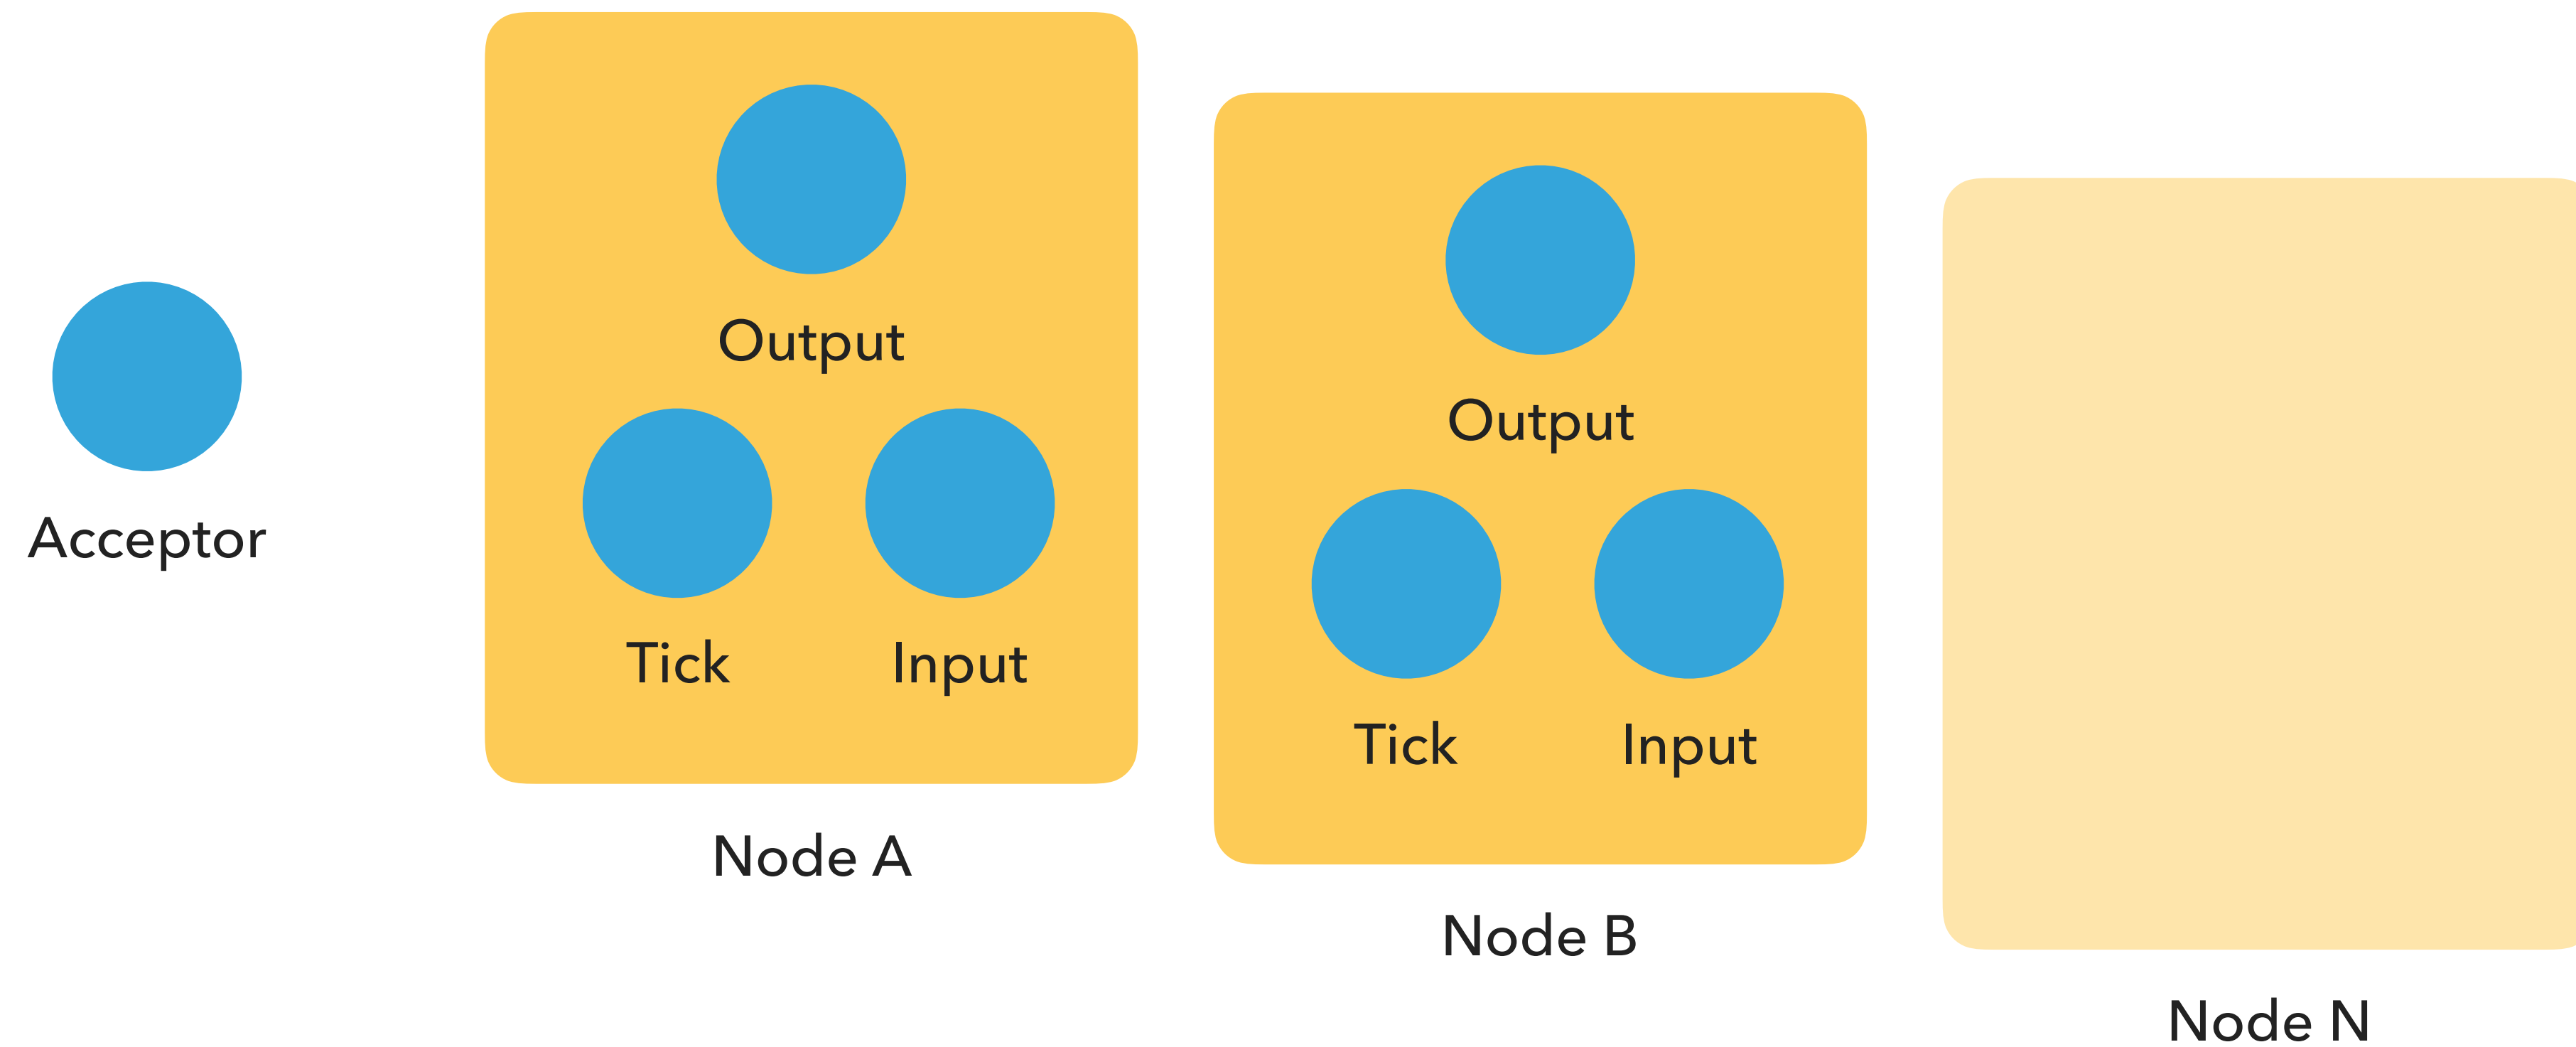 Acceptor
Output
Tick Input
Node A
Output
Tick Input
Node B
Node N